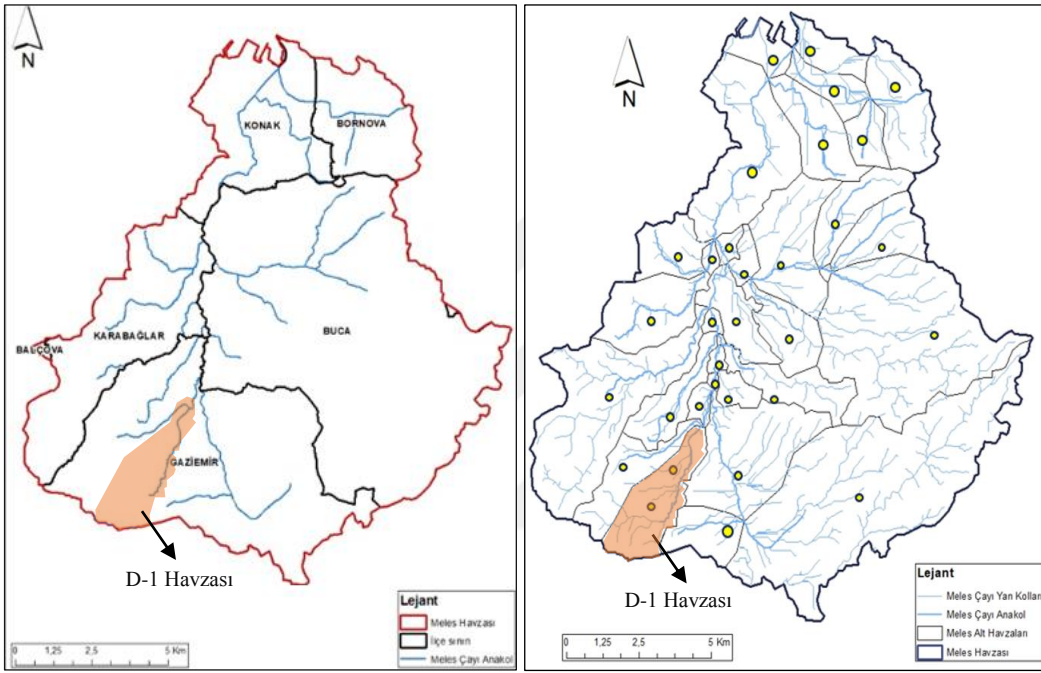 N
KONAK
BORNOVA
KARABAĞLAR
BALÇOVA
BUCA
GAZİEMİR
D-1 Havzası
Lejant
Meles Havzası
İlçe sınırı
Meles Çayı Anakol
0 1,25 2,5 5 Km
N
D-1 Havzası
Lejant
Meles Çayı Yan Kolları
Meles Çayı Anakol
Meles Alt Havzaları
Meles Havzası
0 1,25 2,5 5 Km